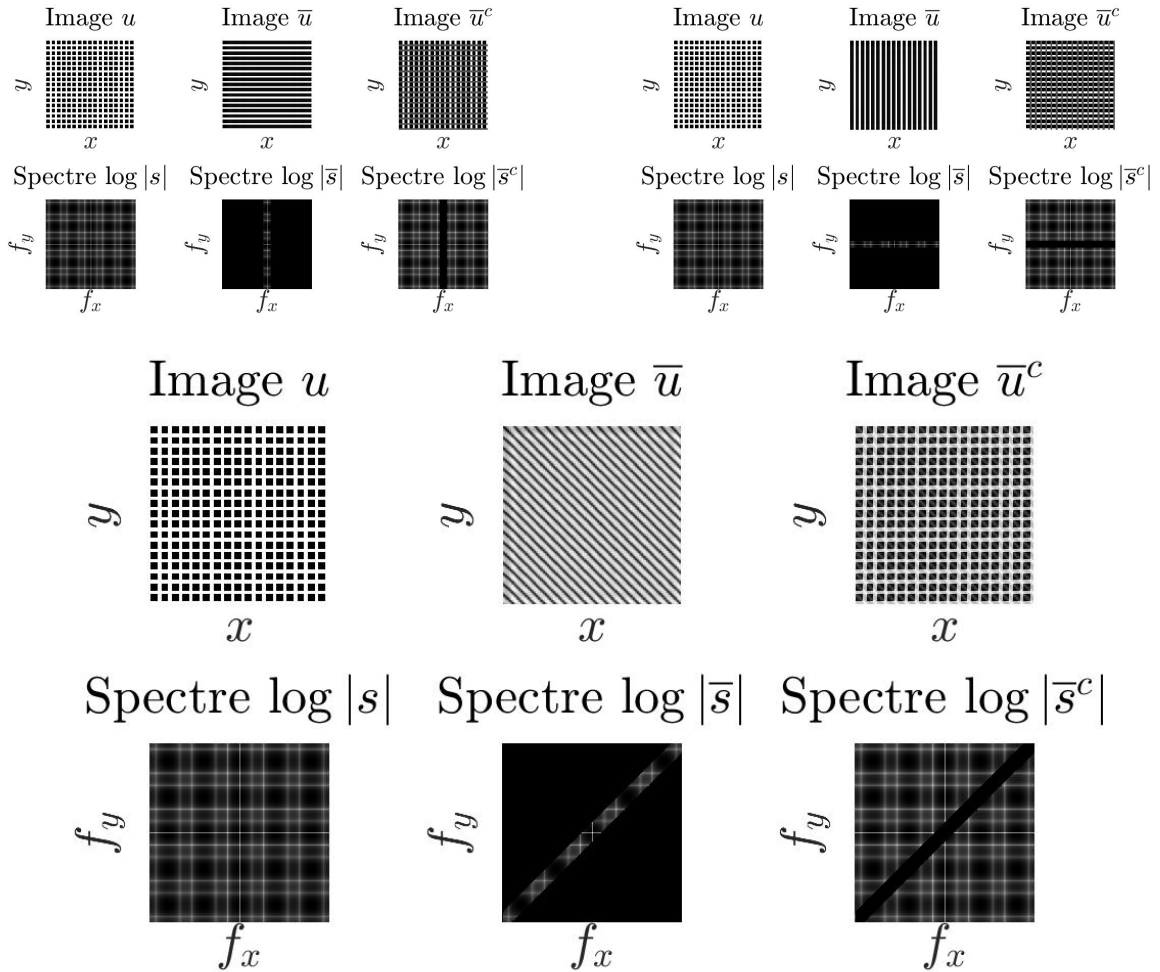 Image u Image u̅ Image u̅ᶜ Image u Image u̅ Image u̅ᶜ
y y y y y y
x x x x x x
Spectre log |s| Spectre log |s̅| Spectre log |s̅ᶜ| Spectre log |s| Spectre log |s̅| Spectre log |s̅ᶜ|
f_y f_y f_y f_y f_y f_y
f_x f_x f_x f_x f_x f_x
Image u Image u̅ Image u̅ᶜ
y y y
x x x
Spectre log |s| Spectre log |s̅| Spectre log |s̅ᶜ|
f_y f_y f_y
f_x f_x f_x